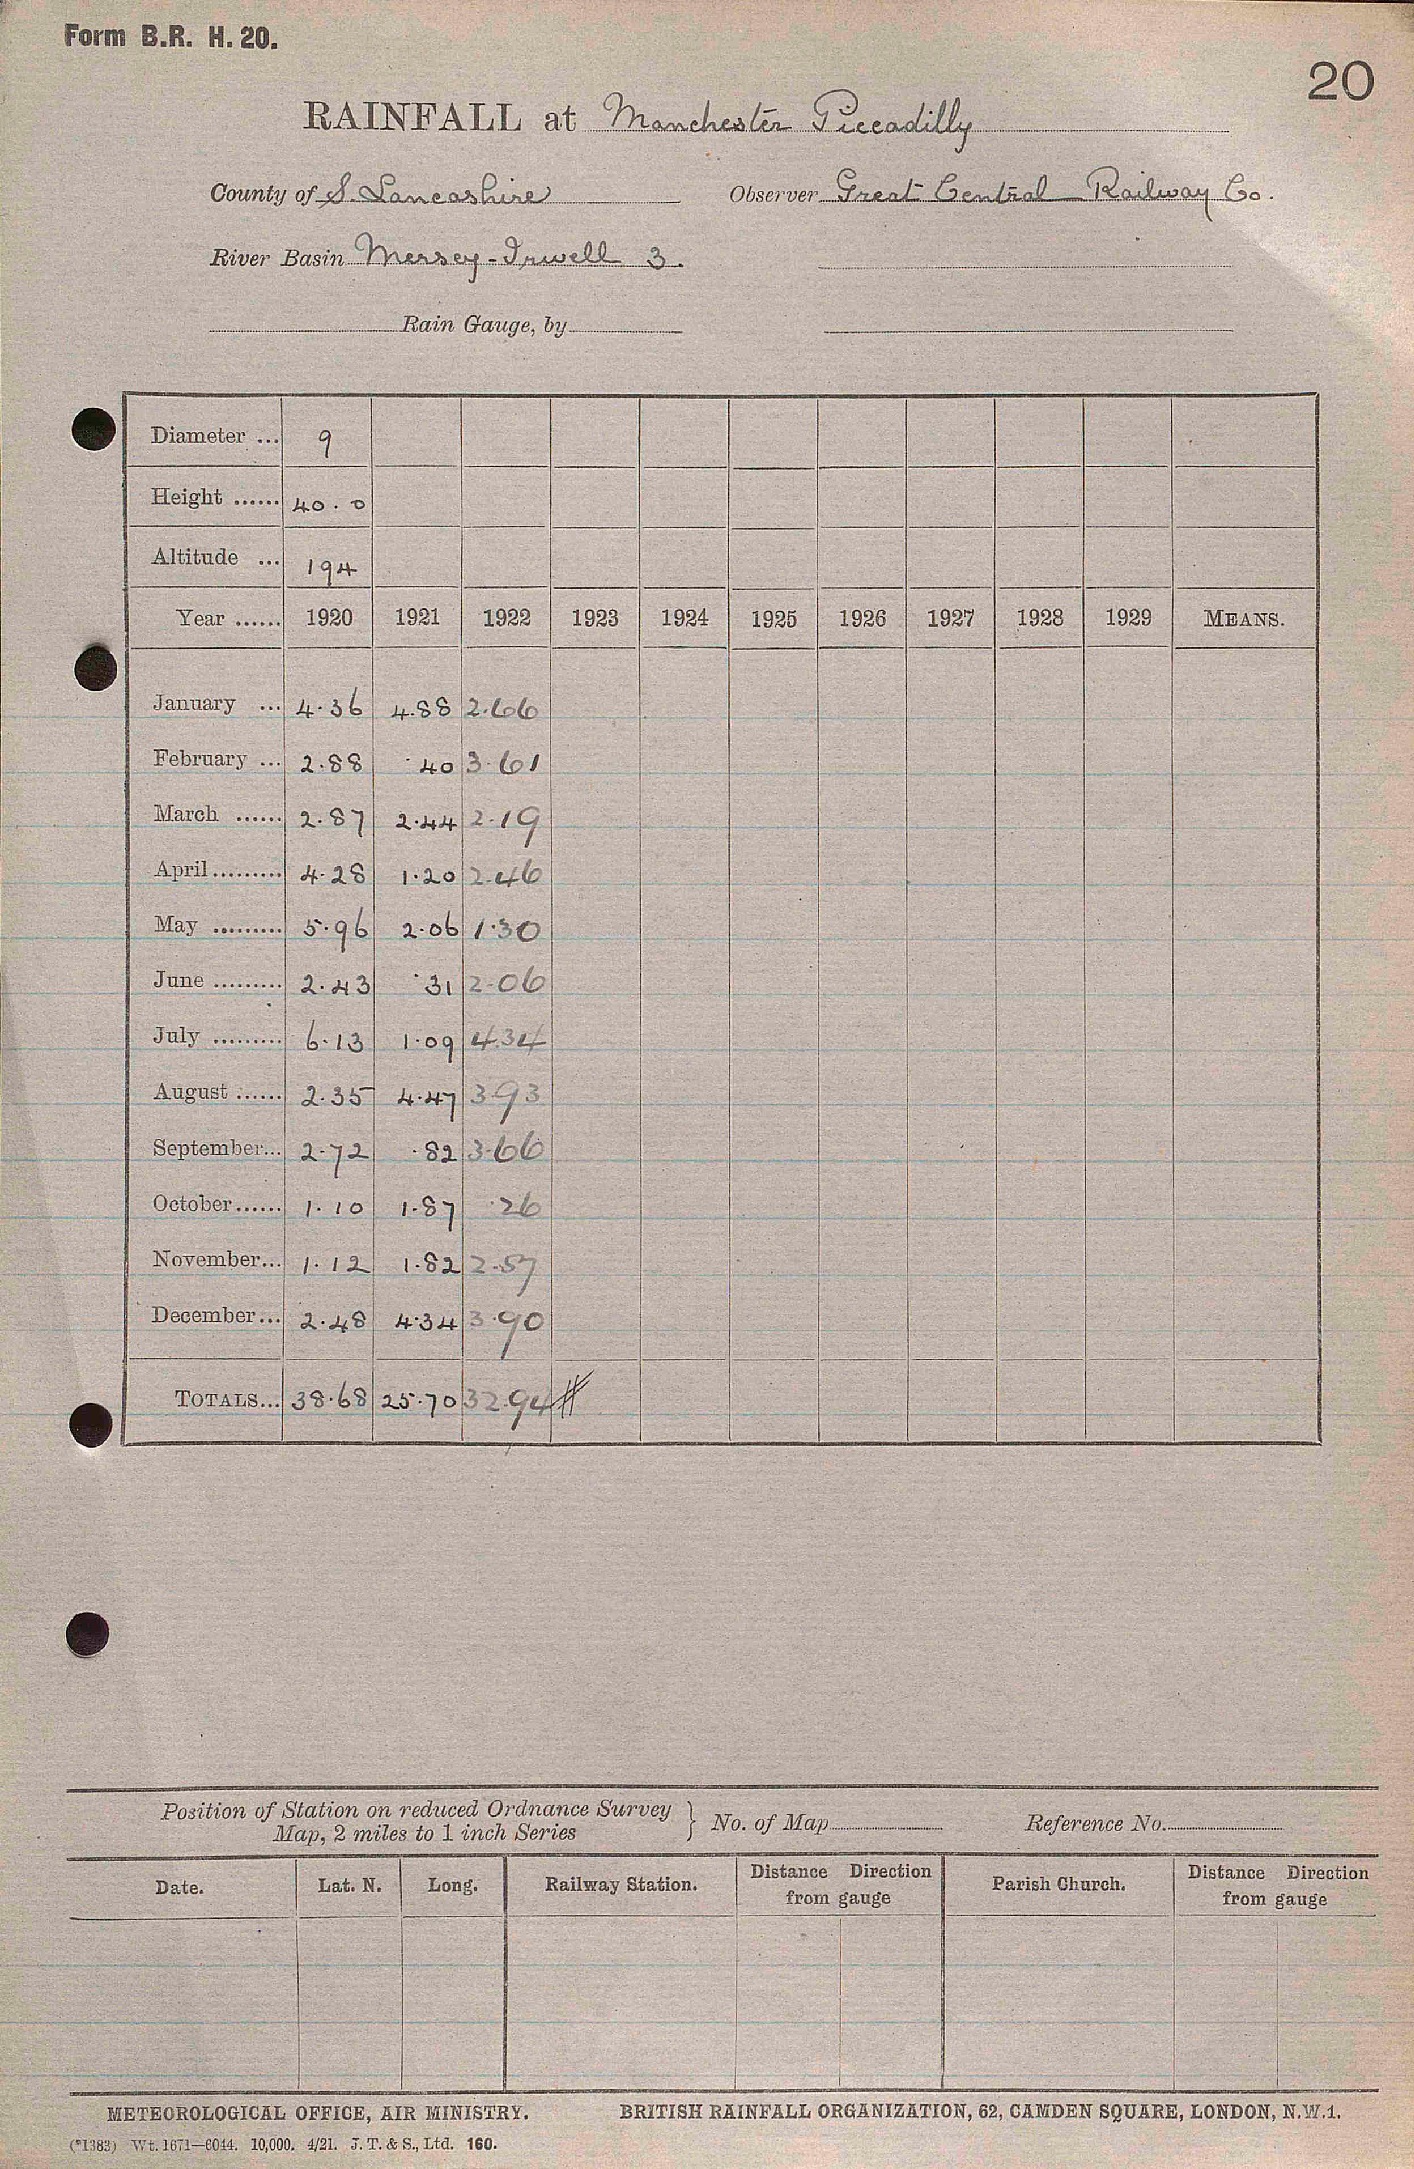 Form B.R. H. 20.
20
RAINFALL at Manchester Piccadilly
County of S. Lancashire Observer Great Central Railway Co.
River Basin Mersey-Irwell 3.
Rain Gauge, by
Diameter ... 9
Height ...... 40.0
Altitude ... 194
Year ...... 1920 1921 1922 1923 1924 1925 1926 1927 1928 1929 MEANS.
January ... 4.36 4.88 2.66
February ... 2.88 .40 3.61
March ...... 2.87 2.44 2.19
April ......... 4.28 1.20 2.46
May ......... 5.96 2.06 1.30
June ......... 2.43 .31 2.06
July ......... 6.13 1.09 4.34
August ...... 2.35 4.47 3.93
September... 2.72 .82 3.66
October...... 1.10 1.87 .26
November... 1.12 1.82 2.57
December... 2.48 4.34 3.90
TOTALS... 38.68 25.70 32.94 #
Position of Station on reduced Ordnance Survey
Map, 2 miles to 1 inch Series } No. of Map Reference No.
Date. Lat. N. Long. Railway Station. Distance Direction from gauge Parish Church. Distance Direction from gauge
METEOROLOGICAL OFFICE, AIR MINISTRY. BRITISH RAINFALL ORGANIZATION, 62, CAMDEN SQUARE, LONDON, N.W.1.
(*1383) Wt. 1671—6044. 10,000. 4/21. J. T. & S., Ltd. 160.